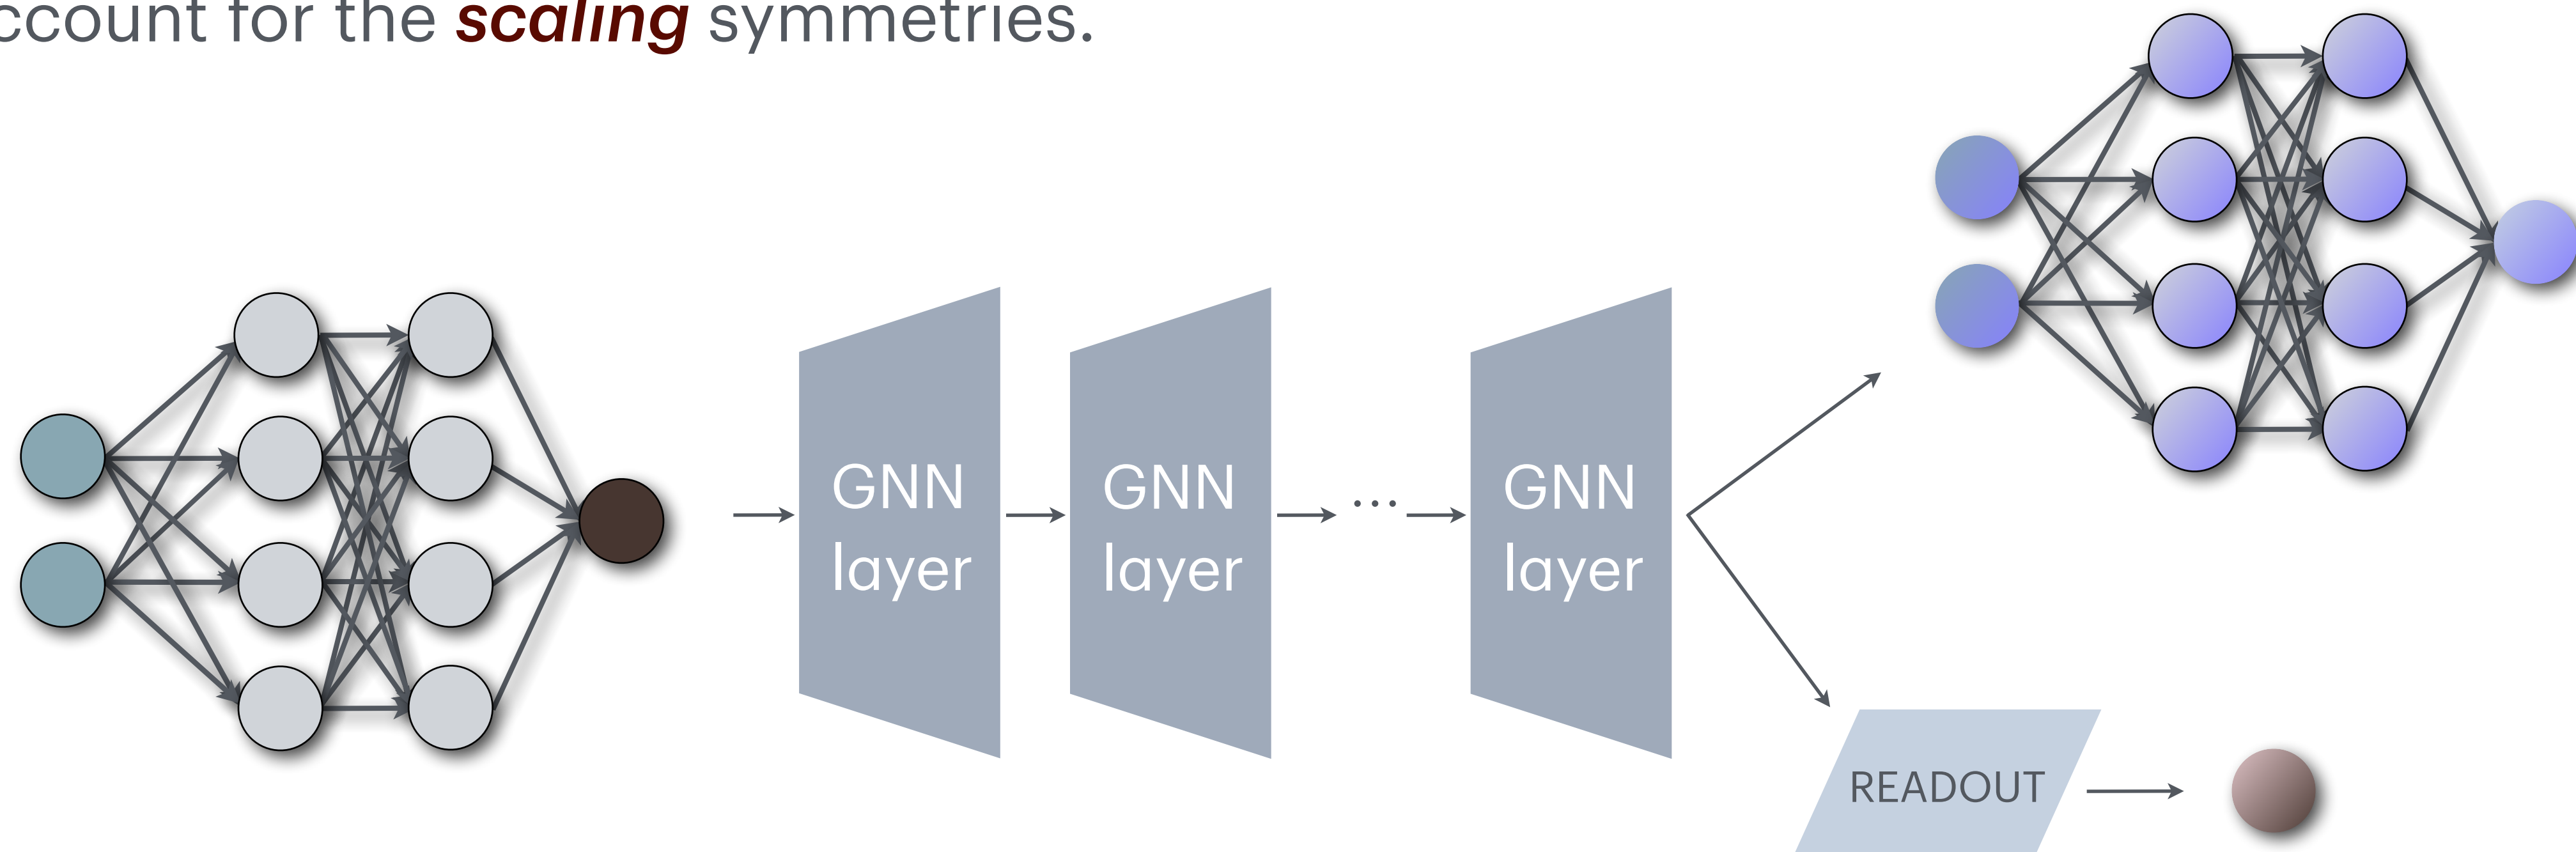 ccount for the scaling symmetries.
GNN
layer
GNN
layer
...
GNN
layer
READOUT